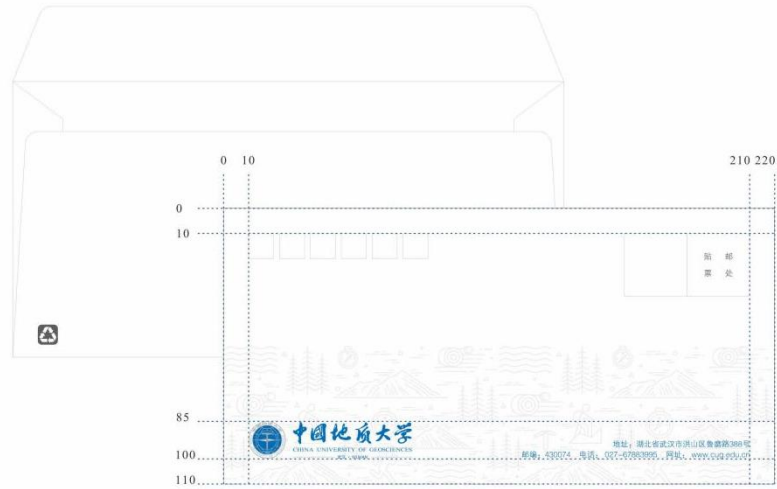 0 10 210 220
0
10
贴 邮
票 处
85
中国地质大学
CHINA UNIVERSITY OF GEOSCIENCES
地址：湖北省武汉市洪山区鲁磨路388号
邮编：430074 电话：027-67883995 网址：www.cug.edu.cn
100
110